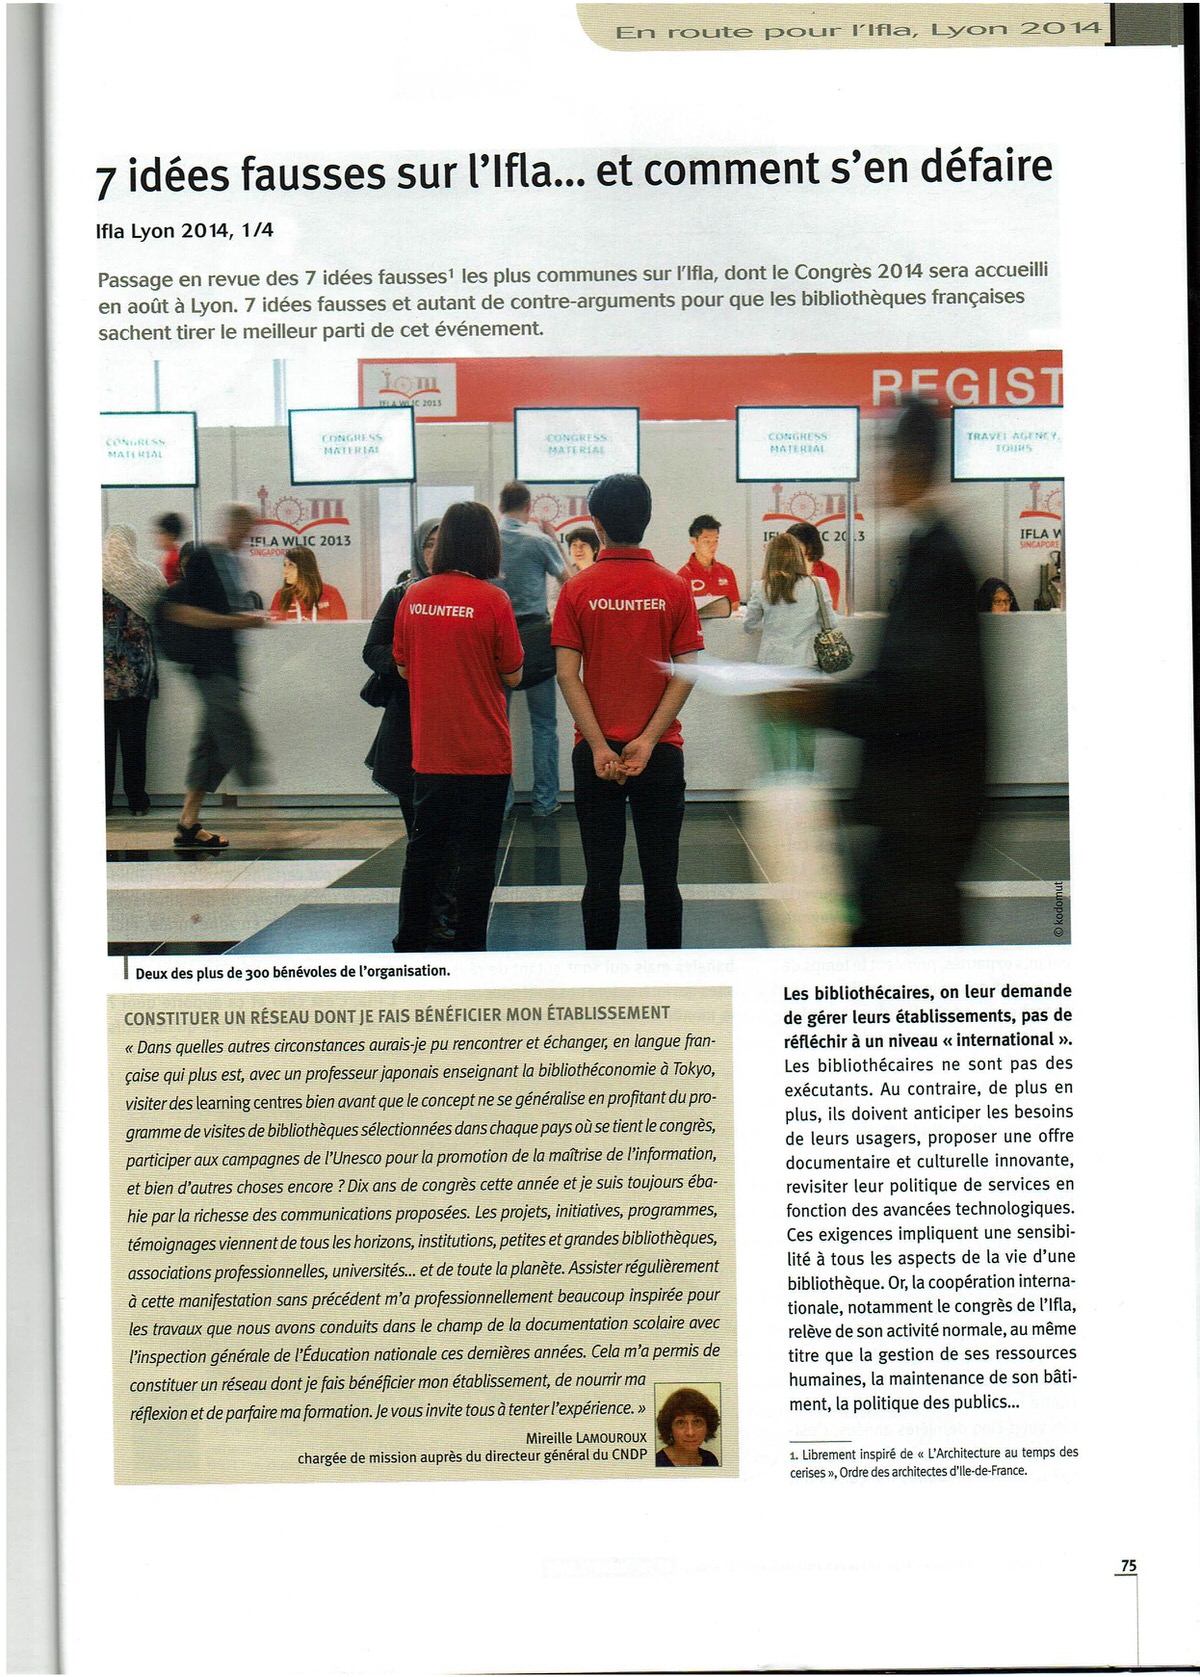 En route pour l'Ifla, Lyon 2014
7 idées fausses sur l'Ifla... et comment s'en défaire
Ifla Lyon 2014, 1/4
Passage en revue des 7 idées fausses¹ les plus communes sur l'Ifla, dont le Congrès 2014 sera accueilli
en août à Lyon. 7 idées fausses et autant de contre-arguments pour que les bibliothèques françaises
sachent tirer le meilleur parti de cet événement.
IFLA WLIC 2013
REGIST
CONGRESS
MATERIAL
CONGRESS
MATERIAL
CONGRESS
MATERIAL
CONGRESS
MATERIAL
TRAVEL AGENCY,
TOURS
IFLA WLIC 2013
SINGAPORE
IFLA W
SINGAPORE
VOLUNTEER
VOLUNTEER
© kodomut
Deux des plus de 300 bénévoles de l'organisation.
CONSTITUER UN RÉSEAU DONT JE FAIS BÉNÉFICIER MON ÉTABLISSEMENT
« Dans quelles autres circonstances aurais-je pu rencontrer et échanger, en langue fran-
çaise qui plus est, avec un professeur japonais enseignant la bibliothéconomie à Tokyo,
visiter des learning centres bien avant que le concept ne se généralise en profitant du pro-
gramme de visites de bibliothèques sélectionnées dans chaque pays où se tient le congrès,
participer aux campagnes de l'Unesco pour la promotion de la maîtrise de l'information,
et bien d'autres choses encore ? Dix ans de congrès cette année et je suis toujours éba-
hie par la richesse des communications proposées. Les projets, initiatives, programmes,
témoignages viennent de tous les horizons, institutions, petites et grandes bibliothèques,
associations professionnelles, universités... et de toute la planète. Assister régulièrement
à cette manifestation sans précédent m'a professionnellement beaucoup inspirée pour
les travaux que nous avons conduits dans le champ de la documentation scolaire avec
l'inspection générale de l'Éducation nationale ces dernières années. Cela m'a permis de
constituer un réseau dont je fais bénéficier mon établissement, de nourrir ma
réflexion et de parfaire ma formation. Je vous invite tous à tenter l'expérience. »
Mireille LAMOUROUX
chargée de mission auprès du directeur général du CNDP
Les bibliothécaires, on leur demande
de gérer leurs établissements, pas de
réfléchir à un niveau « international ».
Les bibliothécaires ne sont pas des
exécutants. Au contraire, de plus en
plus, ils doivent anticiper les besoins
de leurs usagers, proposer une offre
documentaire et culturelle innovante,
revisiter leur politique de services en
fonction des avancées technologiques.
Ces exigences impliquent une sensibi-
lité à tous les aspects de la vie d'une
bibliothèque. Or, la coopération interna-
tionale, notamment le congrès de l'Ifla,
relève de son activité normale, au même
titre que la gestion de ses ressources
humaines, la maintenance de son bâti-
ment, la politique des publics...
1. Librement inspiré de « L'Architecture au temps des
cerises », Ordre des architectes d'Ile-de-France.
75